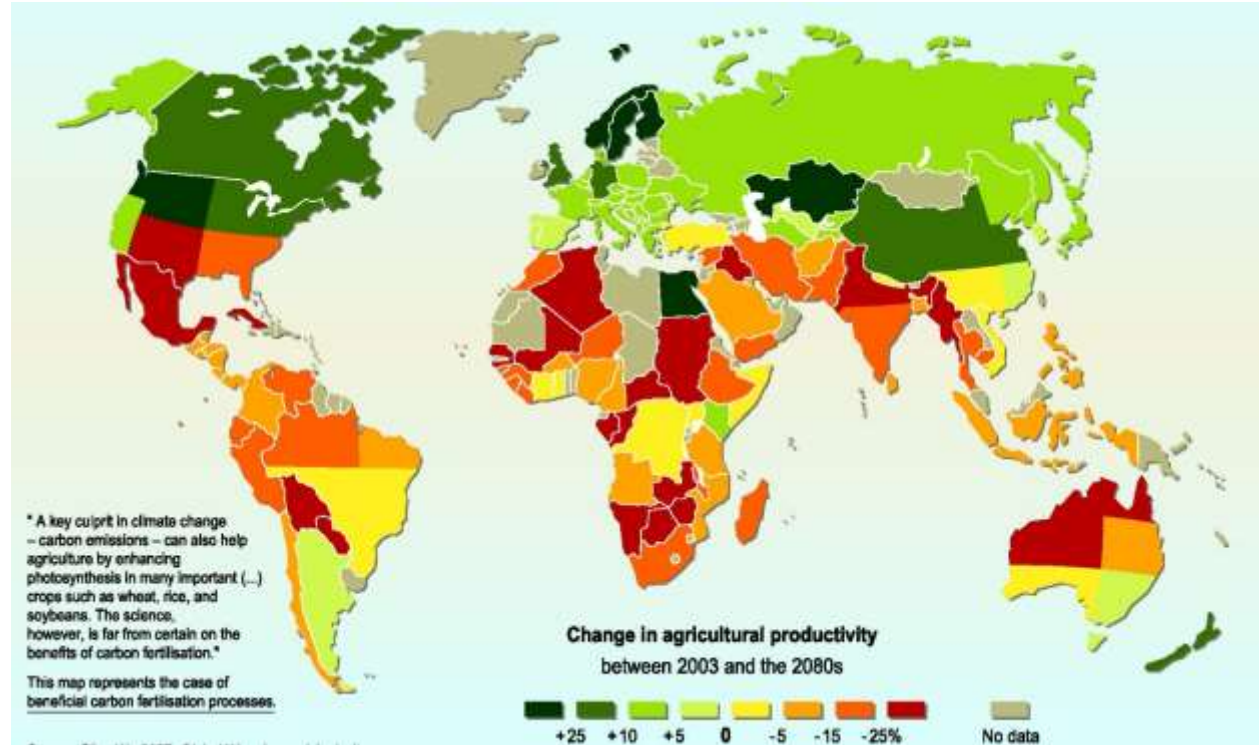 " A key culprit in climate change
– carbon emissions – can also help
agriculture by enhancing
photosynthesis in many important (...)
crops such as wheat, rice, and
soybeans. The science,
however, is far from certain on the
benefits of carbon fertilisation."
This map represents the case of
beneficial carbon fertilisation processes.
Change in agricultural productivity
between 2003 and the 2080s
+25 +10 +5 0 -5 -15 -25% No data